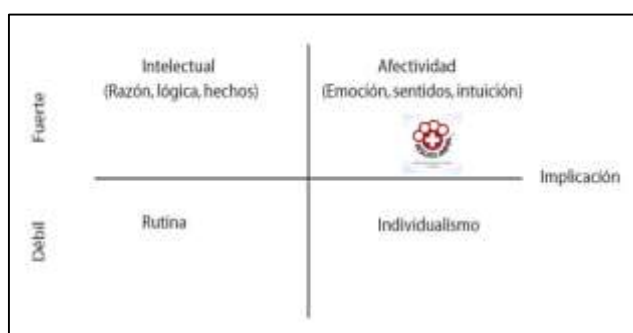 Intelectual
(Razón, lógica, hechos)
Afectividad
(Emoción, sentidos, intuición)
Fuerte
Implicación
Débil
Rutina
Individualismo